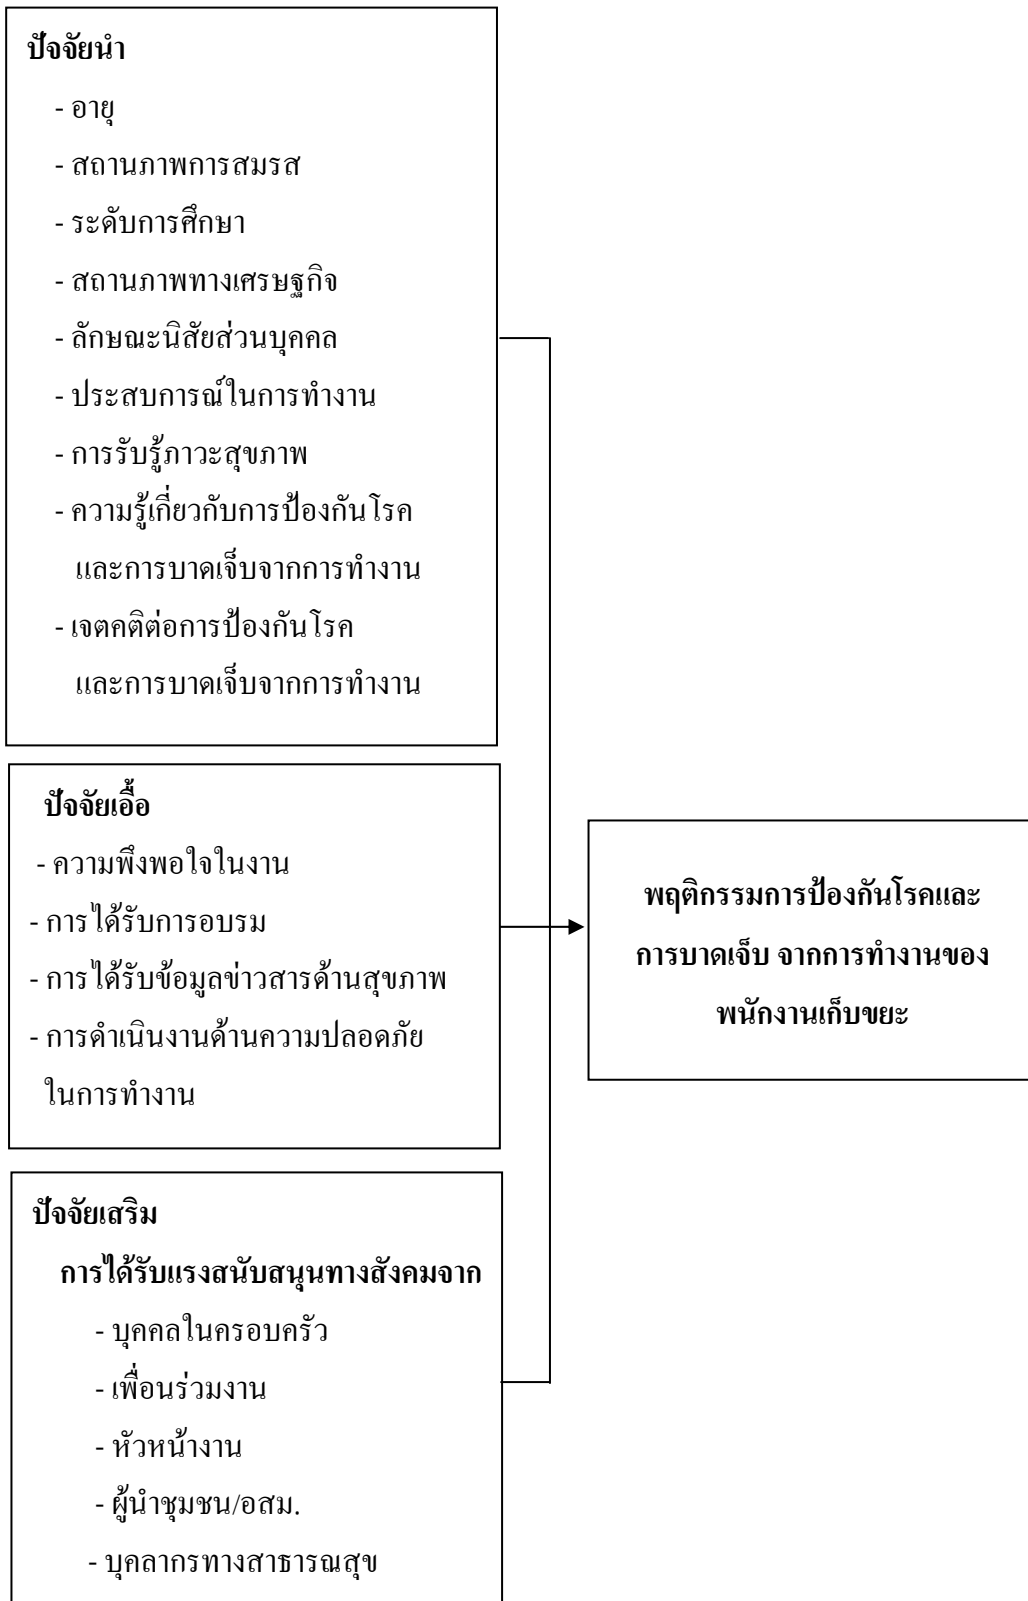 ปัจจัยนำ
- อายุ
- สถานภาพการสมรส
- ระดับการศึกษา
- สถานภาพทางเศรษฐกิจ
- ลักษณะนิสัยส่วนบุคคล
- ประสบการณ์ในการทำงาน
- การรับรู้ภาวะสุขภาพ
- ความรู้เกี่ยวกับการป้องกันโรค
และการบาดเจ็บจากการทำงาน
- เจตคติต่อการป้องกันโรค
และการบาดเจ็บจากการทำงาน
ปัจจัยเอื้อ
- ความพึงพอใจในงาน
- การได้รับการอบรม
- การได้รับข้อมูลข่าวสารด้านสุขภาพ
- การดำเนินงานด้านความปลอดภัย
ในการทำงาน
ปัจจัยเสริม
การได้รับแรงสนับสนุนทางสังคมจาก
- บุคคลในครอบครัว
- เพื่อนร่วมงาน
- หัวหน้างาน
- ผู้นำชุมชน/อสม.
- บุคลากรทางสาธารณสุข
พฤติกรรมการป้องกันโรคและ
การบาดเจ็บ จากการทำงานของ
พนักงานเก็บขยะ